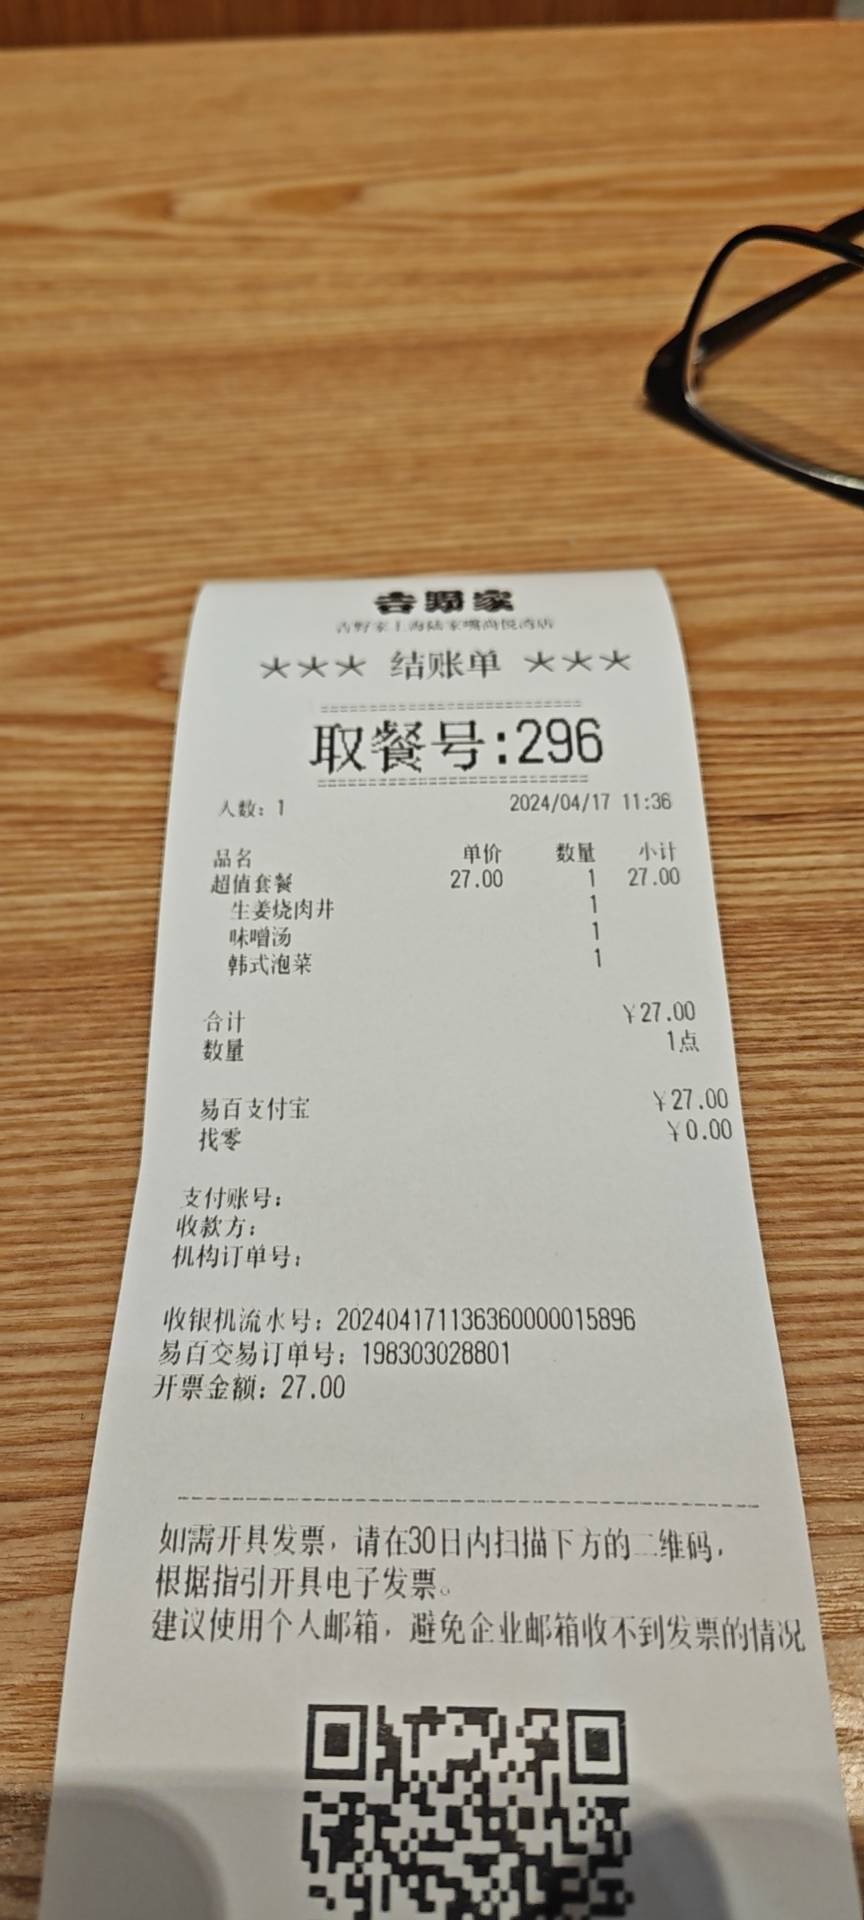 吉野家
吉野家上海陆家嘴尚悦湾店
＊＊＊ 结账单 ＊＊＊
==========================
取餐号:296
==========================
人数: 1 2024/04/17 11:36
品名 单价 数量 小计
超值套餐 27.00 1 27.00
生姜烧肉丼 1
味噌汤 1
韩式泡菜 1
合计 ¥27.00
数量 1点
易百支付宝 ¥27.00
找零 ¥0.00
支付账号:
收款方:
机构订单号:
收银机流水号: 202404171136360000015896
易百交易订单号: 198303028801
开票金额: 27.00
如需开具发票，请在30日内扫描下方的二维码，
根据指引开具电子发票。
建议使用个人邮箱，避免企业邮箱收不到发票的情况